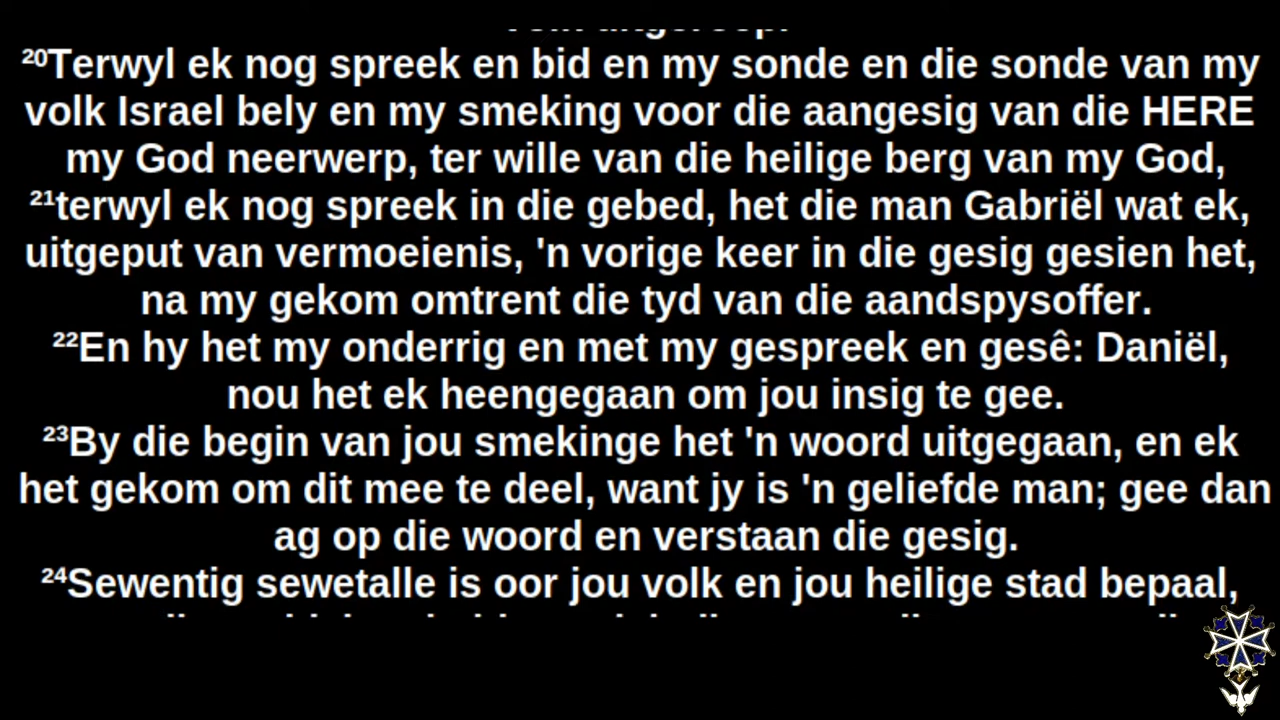 ²⁰Terwyl ek nog spreek en bid en my sonde en die sonde van my
volk Israel bely en my smeking voor die aangesig van die HERE
my God neerwerp, ter wille van die heilige berg van my God,
²¹terwyl ek nog spreek in die gebed, het die man Gabriël wat ek,
uitgeput van vermoeienis, 'n vorige keer in die gesig gesien het,
na my gekom omtrent die tyd van die aandspysoffer.
²²En hy het my onderrig en met my gespreek en gesê: Daniël,
nou het ek heengegaan om jou insig te gee.
²³By die begin van jou smekinge het 'n woord uitgegaan, en ek
het gekom om dit mee te deel, want jy is 'n geliefde man; gee dan
ag op die woord en verstaan die gesig.
²⁴Sewentig sewetalle is oor jou volk en jou heilige stad bepaal,